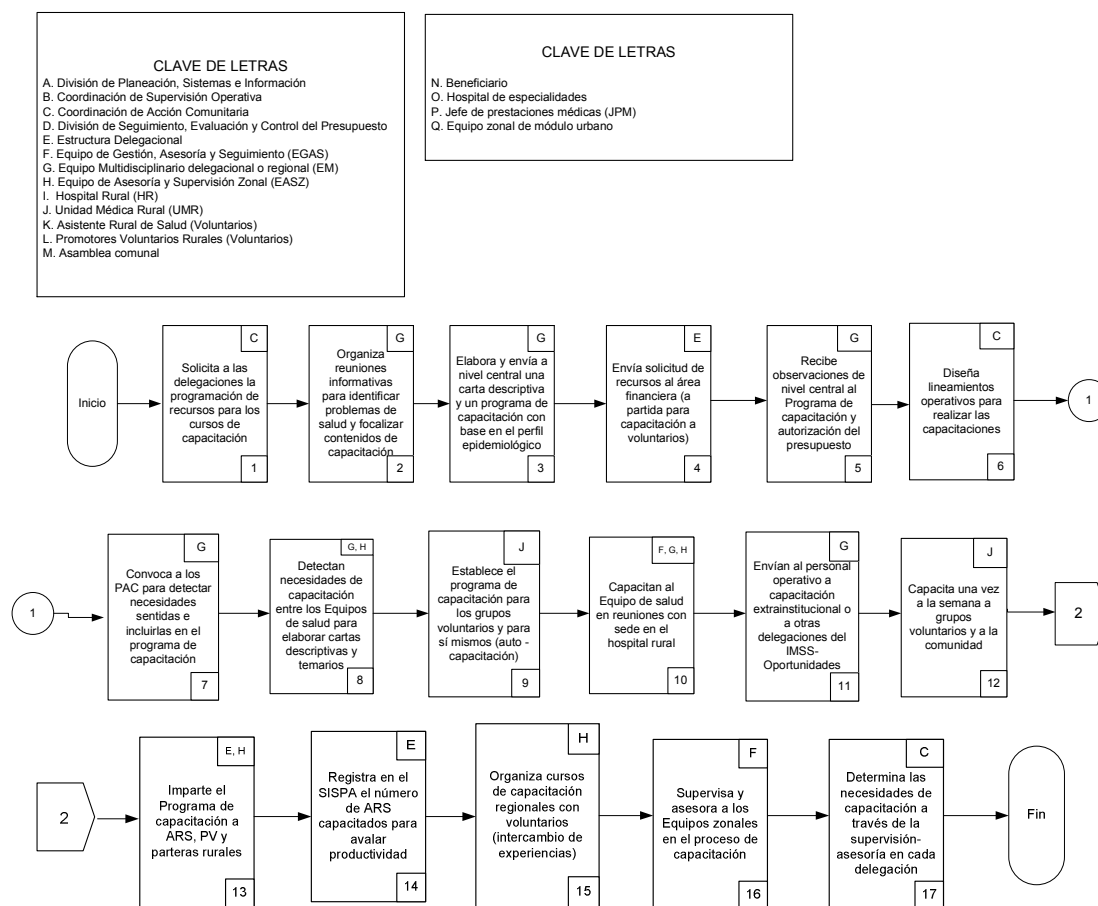 CLAVE DE LETRAS
A. División de Planeación, Sistemas e Información
B. Coordinación de Supervisión Operativa
C. Coordinación de Acción Comunitaria
D. División de Seguimiento, Evaluación y Control del Presupuesto
E. Estructura Delegacional
F. Equipo de Gestión, Asesoría y Seguimiento (EGAS)
G. Equipo Multidisciplinario delegacional o regional (EM)
H. Equipo de Asesoría y Supervisión Zonal (EASZ)
I. Hospital Rural (HR)
J. Unidad Médica Rural (UMR)
K. Asistente Rural de Salud (Voluntarios)
L. Promotores Voluntarios Rurales (Voluntarios)
M. Asamblea comunal
CLAVE DE LETRAS
N. Beneficiario
O. Hospital de especialidades
P. Jefe de prestaciones médicas (JPM)
Q. Equipo zonal de módulo urbano
Inicio
C
Solicita a las
delegaciones la
programación de
recursos para los
cursos de
capacitación
1
G
Organiza
reuniones
informativas
para identificar
problemas de
salud y focalizar
contenidos de
capacitación
2
G
Elabora y envía a
nivel central una
carta descriptiva
y un programa de
capacitación con
base en el perfil
epidemiológico
3
E
Envía solicitud de
recursos al área
financiera (a
partida para
capacitación a
voluntarios)
4
G
Recibe
observaciones de
nivel central al
Programa de
capacitación y
autorización del
presupuesto
5
C
Diseña
lineamientos
operativos para
realizar las
capacitaciones
6
1
1
G
Convoca a los
PAC para detectar
necesidades
sentidas e
incluirlas en el
programa de
capacitación
7
G, H
Detectan
necesidades de
capacitación
entre los Equipos
de salud para
elaborar cartas
descriptivas y
temarios
8
J
Establece el
programa de
capacitación para
los grupos
voluntarios y para
sí mismos (auto -
capacitación)
9
F, G, H
Capacitan al
Equipo de salud
en reuniones con
sede en el
hospital rural
10
G
Envían al personal
operativo a
capacitación
extrainstitucional o
a otras
delegaciones del
IMSS-
Oportunidades
11
J
Capacita una vez
a la semana a
grupos
voluntarios y a la
comunidad
12
2
2
E, H
Imparte el
Programa de
capacitación a
ARS, PV y
parteras rurales
13
E
Registra en el
SISPA el número
de ARS
capacitados para
avalar
productividad
14
H
Organiza cursos
de capacitación
regionales con
voluntarios
(intercambio de
experiencias)
15
F
Supervisa y
asesora a los
Equipos zonales
en el proceso de
capacitación
16
C
Determina las
necesidades de
capacitación a
través de la
supervisión-
asesoría en cada
delegación
17
Fin